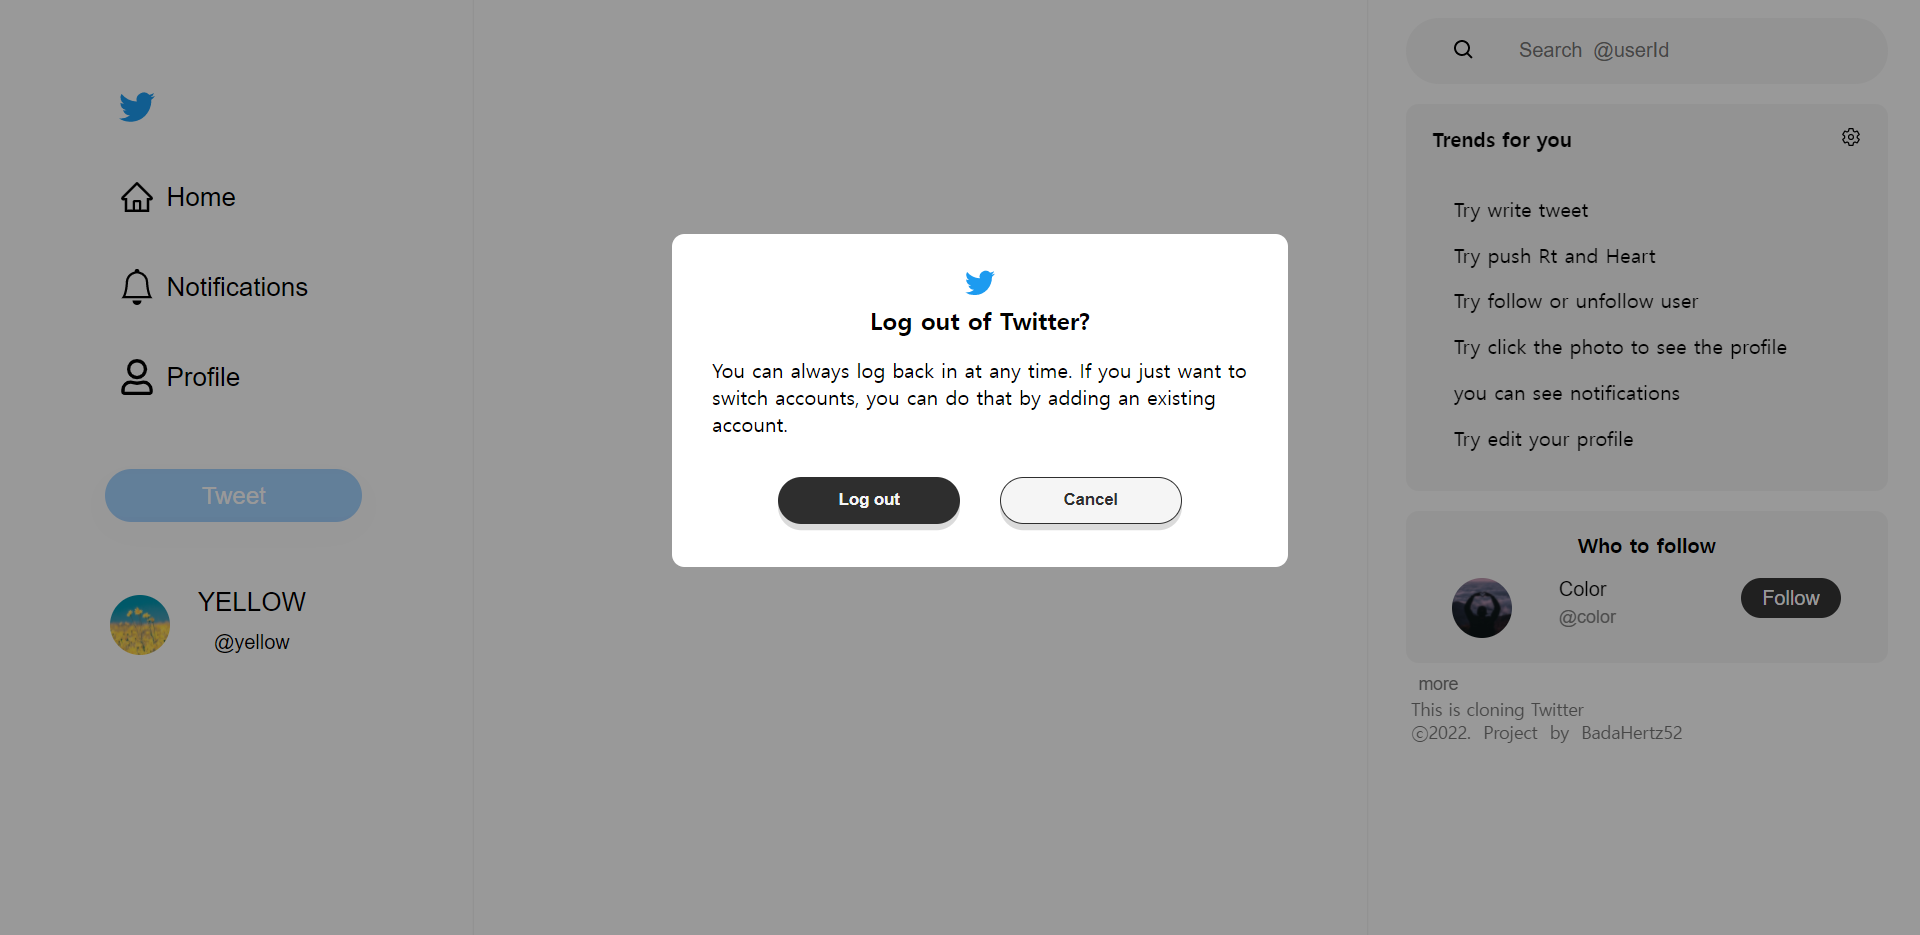 Home
Notifications
Profile
Tweet
YELLOW
@yellow
Log out of Twitter?
You can always log back in at any time. If you just want to
switch accounts, you can do that by adding an existing
account.
Log out
Cancel
Search @userId
Trends for you
Try write tweet
Try push Rt and Heart
Try follow or unfollow user
Try click the photo to see the profile
you can see notifications
Try edit your profile
Who to follow
Color
@color
Follow
more
This is cloning Twitter
©2022. Project by BadaHertz52